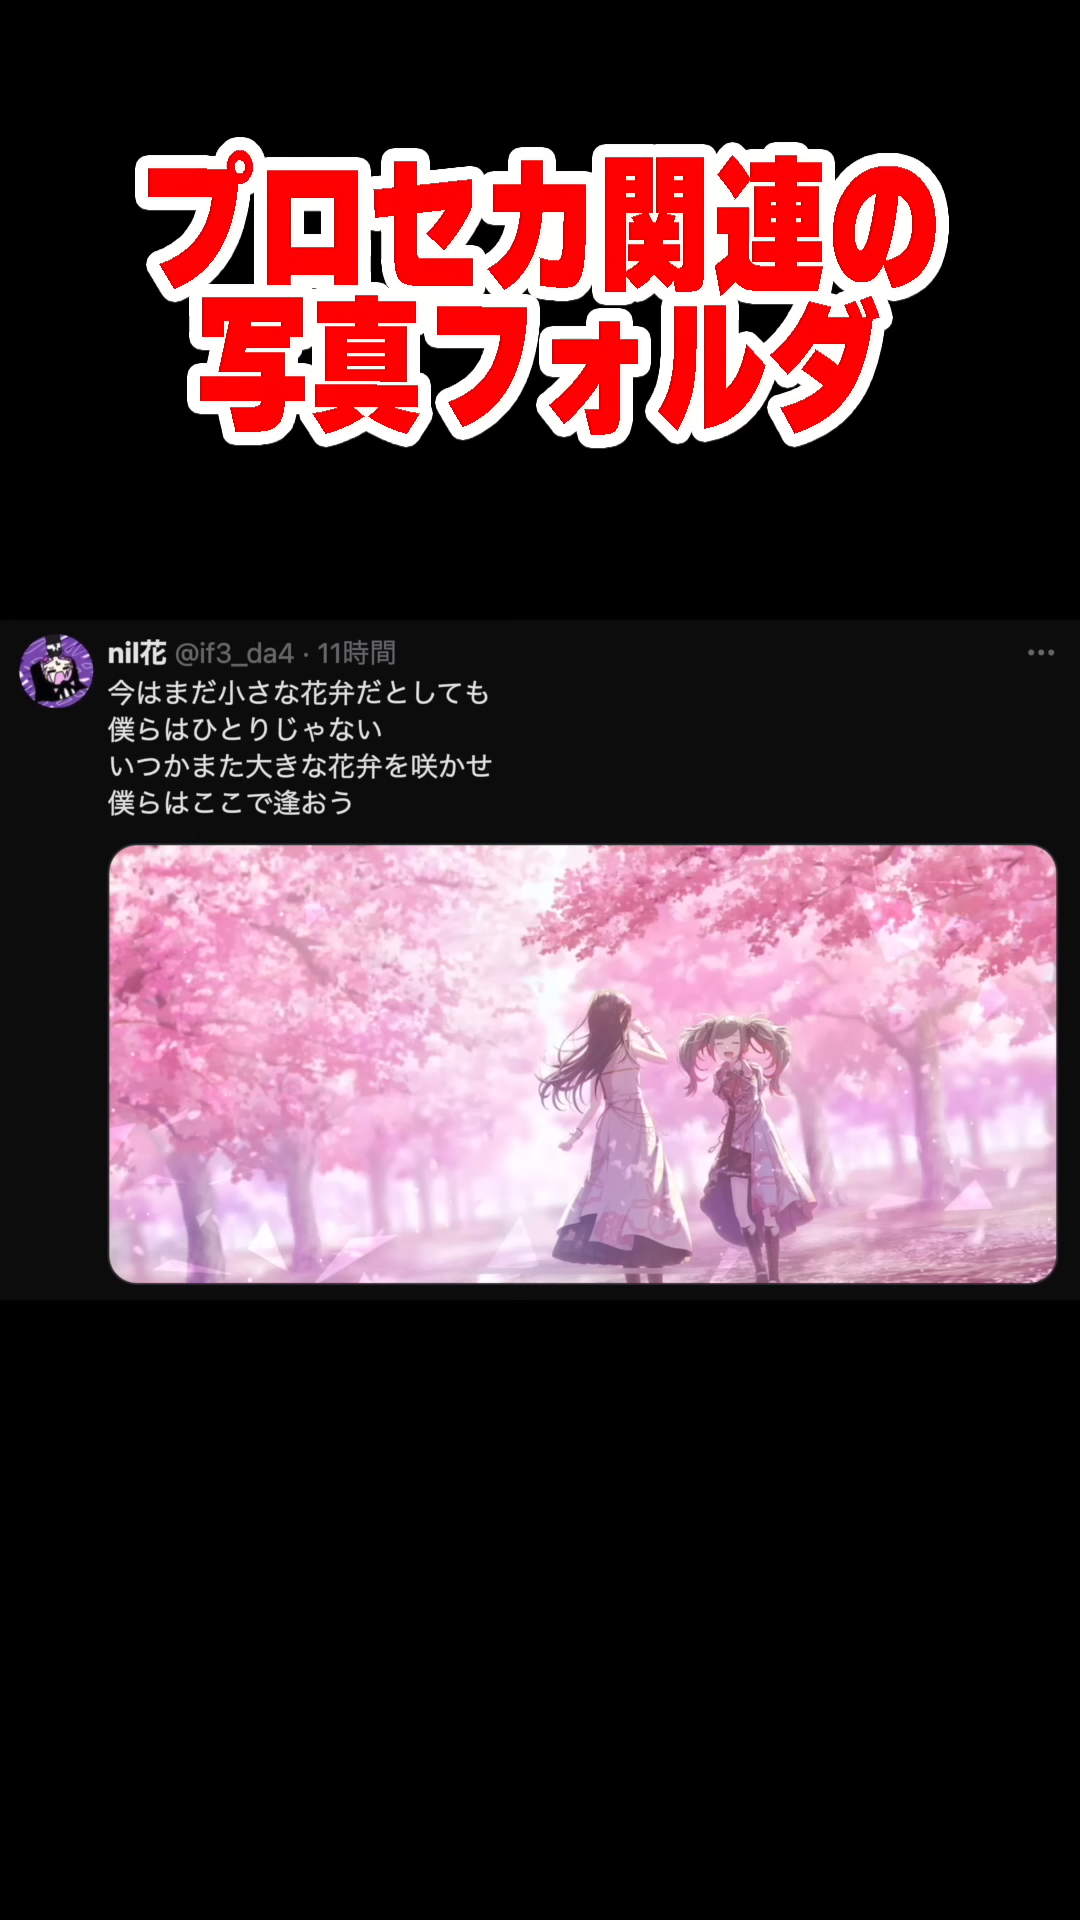 プロセカ関連の
写真フォルダ
nil花 @if3_da4 · 11時間
今はまだ小さな花弁だとしても
僕らはひとりじゃない
いつかまた大きな花弁を咲かせ
僕らはここで逢おう